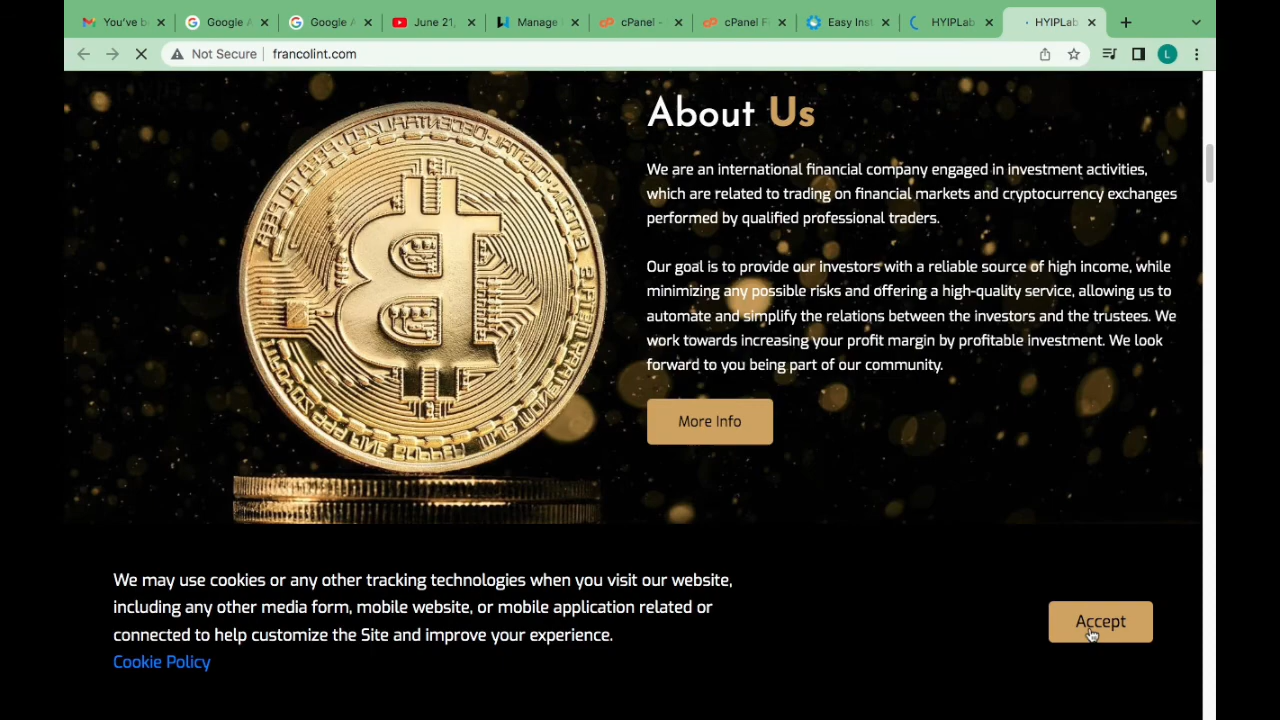 You've b
Google A
Google A
June 21,
Manage
cPanel -
cPanel F
Easy Inst
HYIPLab
HYIPLab
Not Secure
francolint.com
L
About Us
We are an international financial company engaged in investment activities,
which are related to trading on financial markets and cryptocurrency exchanges
performed by qualified professional traders.
Our goal is to provide our investors with a reliable source of high income, while
minimizing any possible risks and offering a high-quality service, allowing us to
automate and simplify the relations between the investors and the trustees. We
work towards increasing your profit margin by profitable investment. We look
forward to you being part of our community.
More Info
We may use cookies or any other tracking technologies when you visit our website,
including any other media form, mobile website, or mobile application related or
connected to help customize the Site and improve your experience.
Cookie Policy
Accept